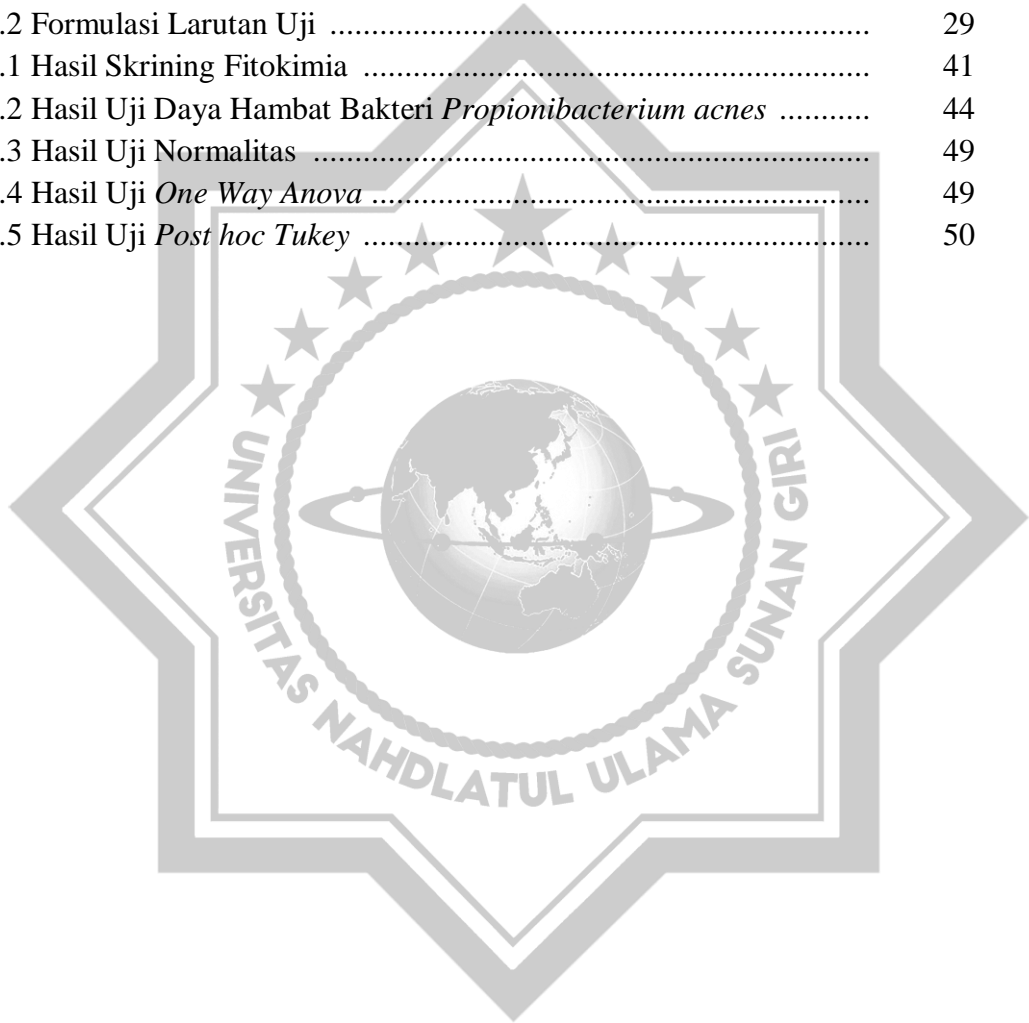 .2 Formulasi Larutan Uji ........................................................................ 29
.1 Hasil Skrining Fitokimia .................................................................... 41
.2 Hasil Uji Daya Hambat Bakteri Propionibacterium acnes ............ 44
.3 Hasil Uji Normalitas .......................................................................... 49
.4 Hasil Uji One Way Anova .................................................................. 49
.5 Hasil Uji Post hoc Tukey .................................................................... 50
UNIVERSITAS NAHDLATUL ULAMA SUNAN GIRI